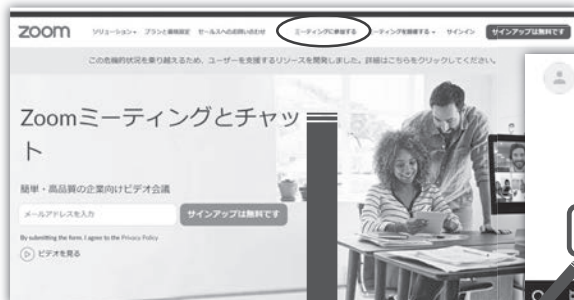 zoom
ソリューション プランと価格設定 セールスへのお問い合わせ ミーティングに参加する ミーティングを開催する サインイン サインアップは無料です
この危機的状況を乗り越えるため、ユーザーを支援するリソースを開発しました。詳細はこちらをクリックしてください。
Zoomミーティングとチャッ
ト
簡単・高品質の企業向けビデオ会議
メールアドレスを入力 サインアップは無料です
By submitting the form, I agree to the Privacy Policy
ビデオを見る